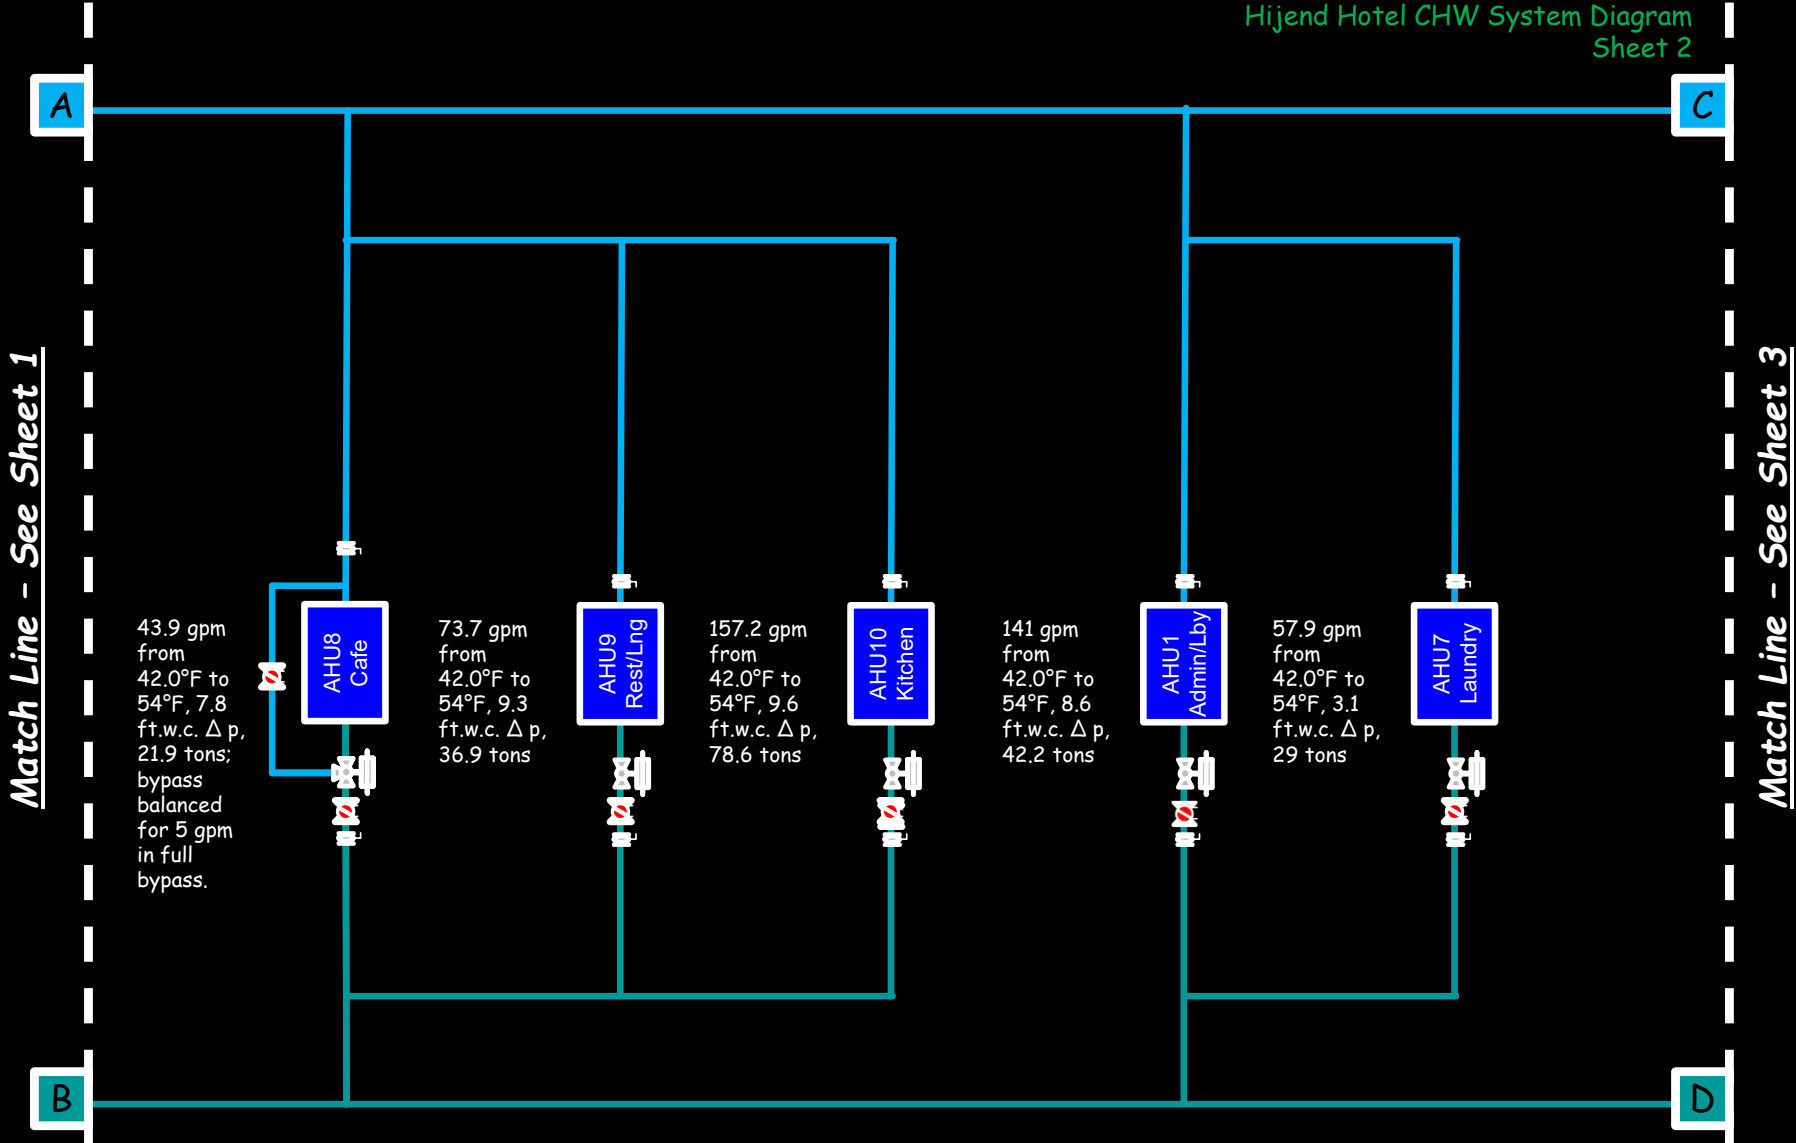 Hijend Hotel CHW System Diagram
Sheet 2
A
C
Match Line – See Sheet 1
Match Line – See Sheet 3
43.9 gpm
from
42.0°F to
54°F, 7.8
ft.w.c. Δ p,
21.9 tons;
bypass
balanced
for 5 gpm
in full
bypass.
AHU8
Cafe
73.7 gpm
from
42.0°F to
54°F, 9.3
ft.w.c. Δ p,
36.9 tons
AHU9
Rest/Lng
157.2 gpm
from
42.0°F to
54°F, 9.6
ft.w.c. Δ p,
78.6 tons
AHU10
Kitchen
141 gpm
from
42.0°F to
54°F, 8.6
ft.w.c. Δ p,
42.2 tons
AHU1
Admin/Lby
57.9 gpm
from
42.0°F to
54°F, 3.1
ft.w.c. Δ p,
29 tons
AHU7
Laundry
B
D